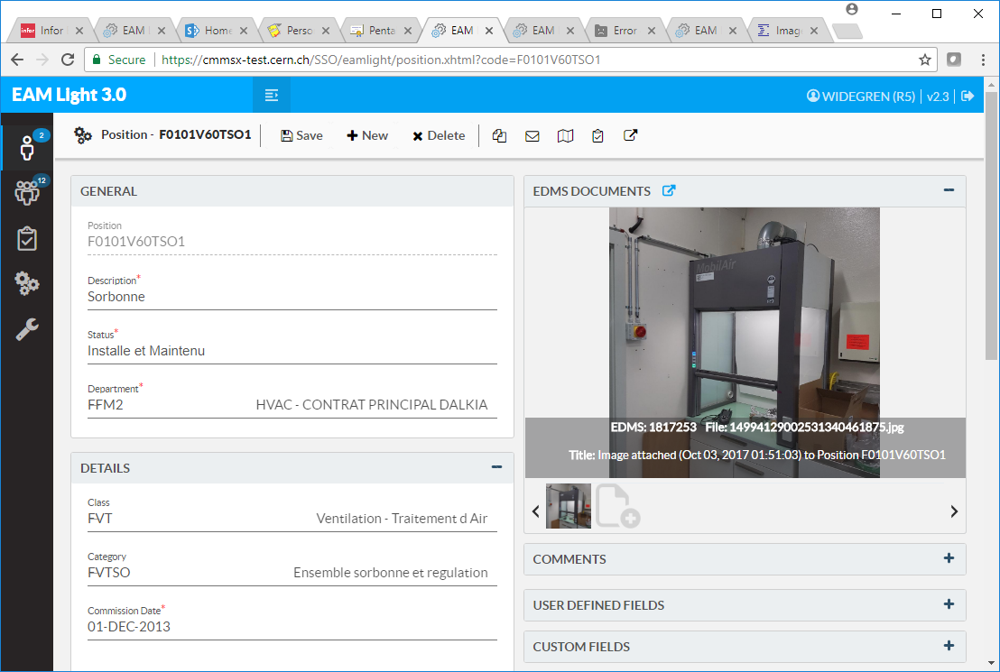 Infor
EAM
Home
Perso
Penta
EAM
EAM
Error
EAM
Imag
Secure
https://cmmsx-test.cern.ch/SSO/eamlight/position.xhtml?code=F0101V60TSO1
EAM Light 3.0
WIDEGREN (R5)
v2.3
2
12
Position - F0101V60TSO1
Save
New
Delete
GENERAL
Position
F0101V60TSO1
Description*
Sorbonne
Status*
Installe et Maintenu
Department*
FFM2 HVAC - CONTRAT PRINCIPAL DALKIA
DETAILS
Class
FVT Ventilation - Traitement d Air
Category
FVTSO Ensemble sorbonne et regulation
Commission Date*
01-DEC-2013
EDMS DOCUMENTS
MobilAir
EDMS: 1817253 File: 14994129002531340461875.jpg
Title: Image attached (Oct 03, 2017 01:51:03) to Position F0101V60TSO1
COMMENTS
USER DEFINED FIELDS
CUSTOM FIELDS